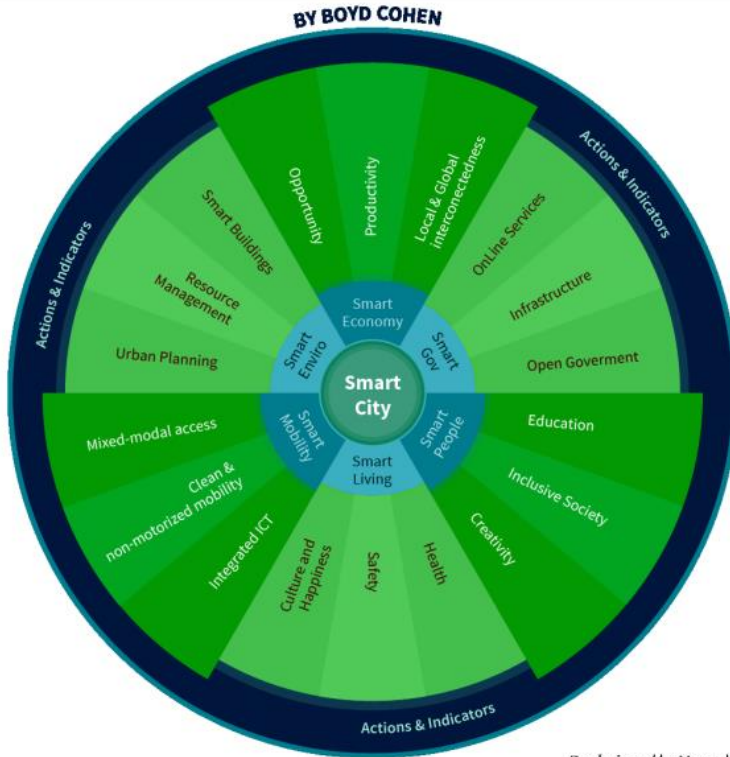 BY BOYD COHEN
Actions & Indicators
Actions & Indicators
Opportunity
Productivity
Local & Global
interconectedness
Smart Buildings
Resource
Management
Urban Planning
OnLine Services
Infrastructure
Open Goverment
Smart
Economy
Smart
Enviro
Smart
Gov
Smart
City
Smart
Mobility
Smart
People
Smart
Living
Mixed-modal access
Clean &
non-motorized mobility
Integrated ICT
Education
Inclusive Society
Creativity
Culture and
Happiness
Safety
Health
Actions & Indicators